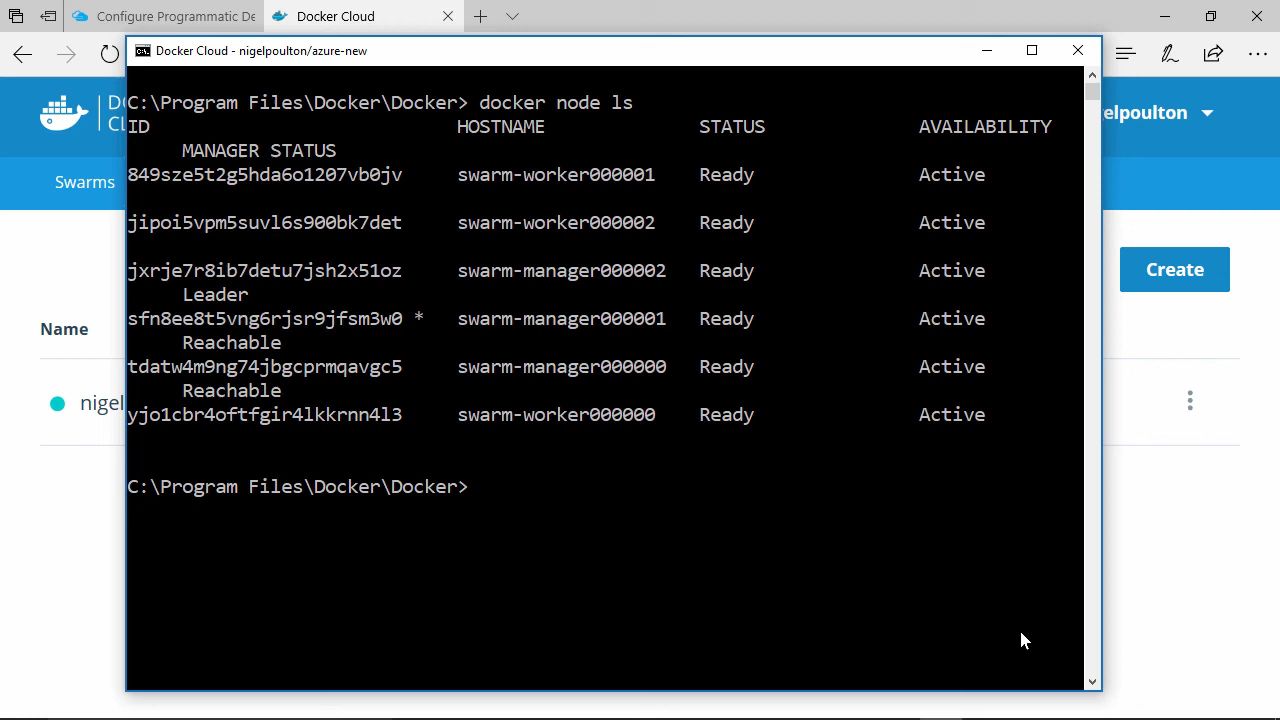 Configure Programmatic De
Docker Cloud
Docker Cloud - nigelpoulton/azure-new
C:\Program Files\Docker\Docker> docker node ls
ID HOSTNAME STATUS AVAILABILITY
MANAGER STATUS
849sze5t2g5hda6o1207vb0jv swarm-worker000001 Ready Active
jipoi5vpm5suvl6s900bk7det swarm-worker000002 Ready Active
jxrje7r8ib7detu7jsh2x51oz swarm-manager000002 Ready Active
Leader
sfn8ee8t5vng6rjsr9jfsm3w0 * swarm-manager000001 Ready Active
Reachable
tdatw4m9ng74jbgcprmqavgc5 swarm-manager000000 Ready Active
Reachable
yjo1cbr4oftfgir4lkkrnn4l3 swarm-worker000000 Ready Active
C:\Program Files\Docker\Docker>
DO
CL
elpoulton
Swarms
Create
Name
nigel